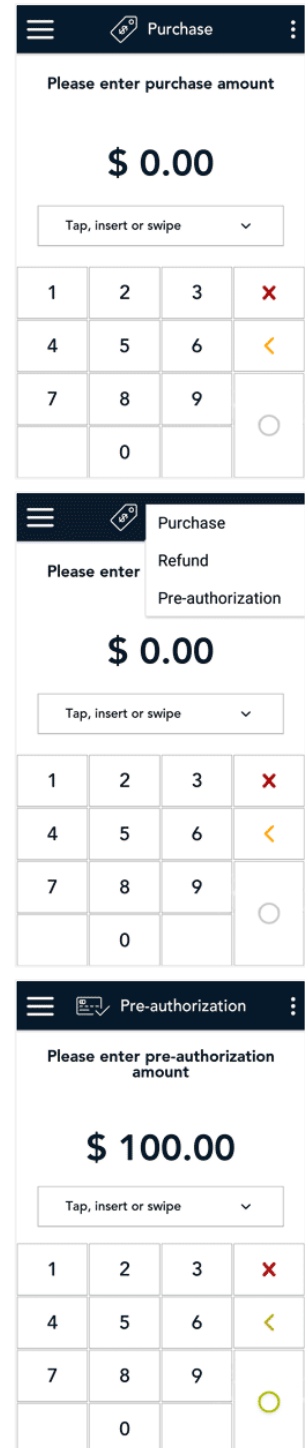 Purchase
Please enter purchase amount
$ 0.00
Tap, insert or swipe
1 2 3
4 5 6
7 8 9
0
Purchase
Refund
Pre-authorization
Please enter
$ 0.00
Tap, insert or swipe
1 2 3
4 5 6
7 8 9
0
Pre-authorization
Please enter pre-authorization
amount
$ 100.00
Tap, insert or swipe
1 2 3
4 5 6
7 8 9
0